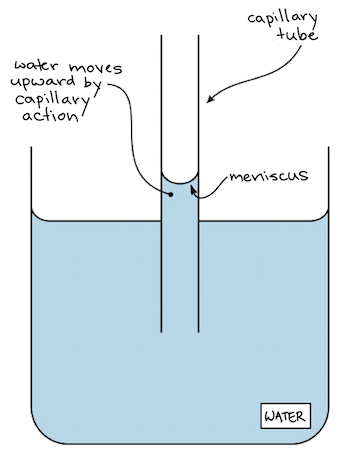 capillary
tube
water moves
upward by
capillary
action
meniscus
WATER